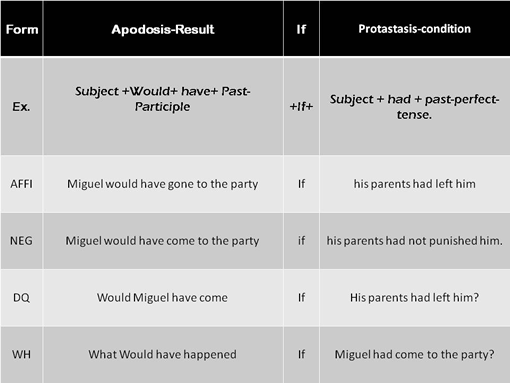 Form Apodosis-Result If Protastasis-condition
Ex. Subject +Would+ have+ Past-
Participle +If+ Subject + had + past-perfect-
tense.
AFFI Miguel would have gone to the party If his parents had left him
NEG Miguel would have come to the party if his parents had not punished him.
DQ Would Miguel have come If His parents had left him?
WH What Would have happened If Miguel had come to the party?